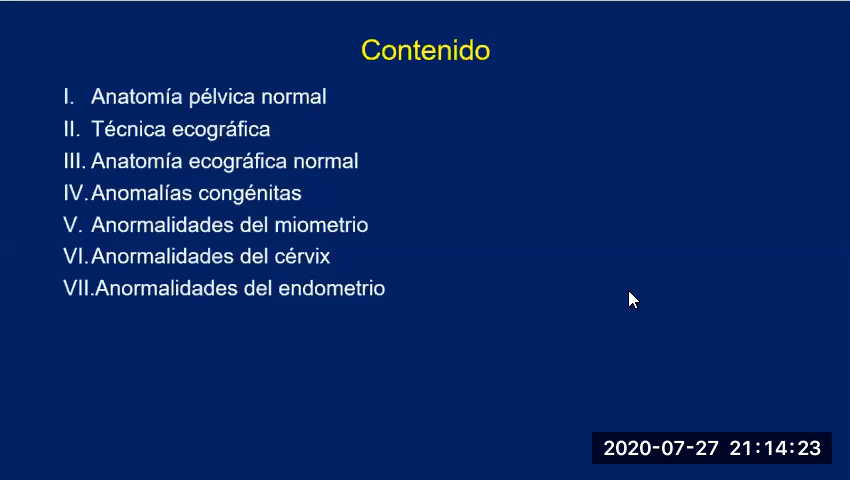 Contenido
I. Anatomía pélvica normal
II. Técnica ecográfica
III. Anatomía ecográfica normal
IV. Anomalías congénitas
V. Anormalidades del miometrio
VI. Anormalidades del cérvix
VII. Anormalidades del endometrio
2020-07-27 21:14:23